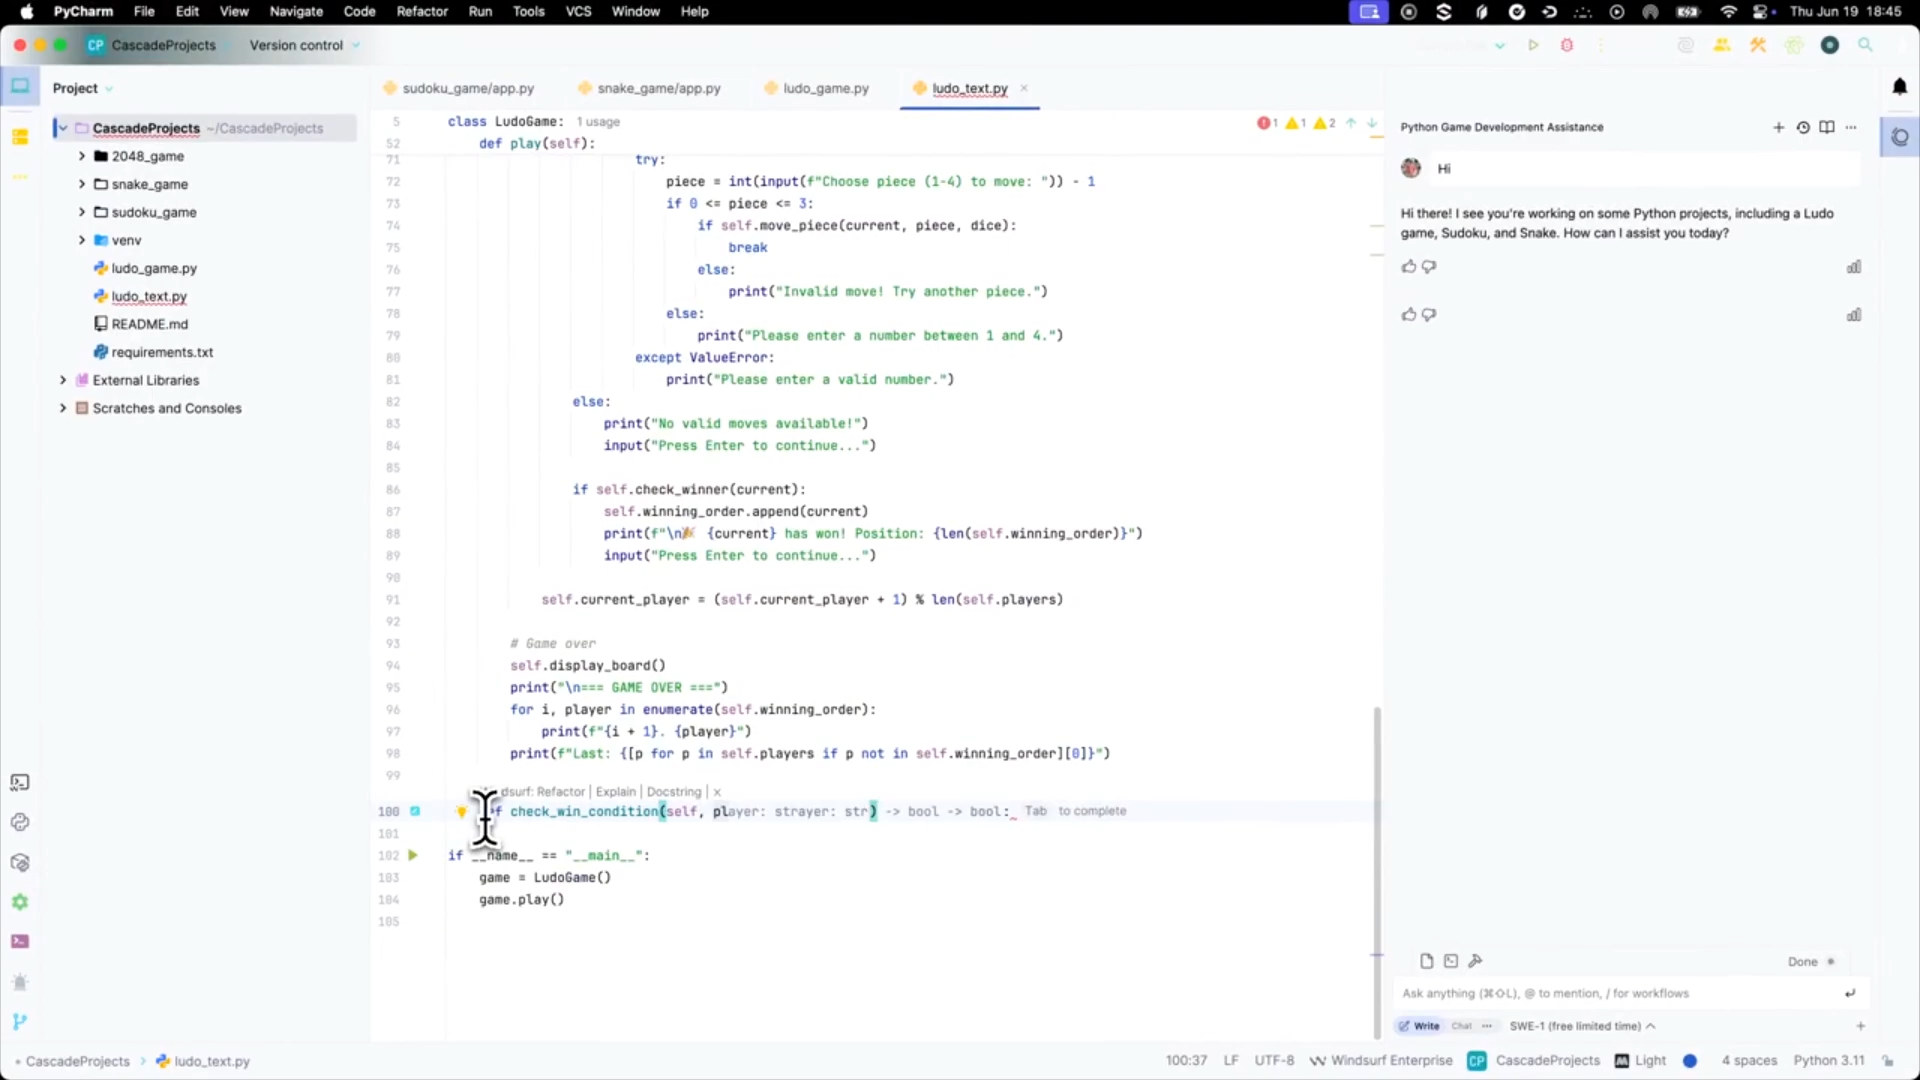 PyCharm File Edit View Navigate Code Refactor Run Tools VCS Window Help Thu Jun 19 18:45
CP CascadeProjects Version control
Project
CascadeProjects ~/CascadeProjects
2048_game
snake_game
sudoku_game
venv
ludo_game.py
ludo_text.py
README.md
requirements.txt
External Libraries
Scratches and Consoles
sudoku_game/app.py snake_game/app.py ludo_game.py ludo_text.py
5 class LudoGame: 1 usage 1 1 2
52 def play(self):
71 try:
72 piece = int(input(f"Choose piece (1-4) to move: ")) - 1
73 if 0 <= piece <= 3:
74 if self.move_piece(current, piece, dice):
75 break
76 else:
77 print("Invalid move! Try another piece.")
78 else:
79 print("Please enter a number between 1 and 4.")
80 except ValueError:
81 print("Please enter a valid number.")
82 else:
83 print("No valid moves available!")
84 input("Press Enter to continue...")
85
86 if self.check_winner(current):
87 self.winning_order.append(current)
88 print(f"\n🎉 {current} has won! Position: {len(self.winning_order)}")
89 input("Press Enter to continue...")
90
91 self.current_player = (self.current_player + 1) % len(self.players)
92
93 # Game over
94 self.display_board()
95 print("\n=== GAME OVER ===")
96 for i, player in enumerate(self.winning_order):
97 print(f"{i + 1}. {player}")
98 print(f"Last: {[p for p in self.players if p not in self.winning_order][0]}")
99
dsurf: Refactor | Explain | Docstring | x
100 f check_win_condition(self, player: strayer: str) -> bool -> bool: Tab to complete
101
102 if __name__ == "__main__":
103 game = LudoGame()
104 game.play()
105
Python Game Development Assistance
Hi
Hi there! I see you're working on some Python projects, including a Ludo
game, Sudoku, and Snake. How can I assist you today?
Done
Ask anything (⌘⇧L), @ to mention, / for workflows
Write Chat SWE-1 (free limited time)
CascadeProjects ludo_text.py 100:37 LF UTF-8 Windsurf Enterprise CP CascadeProjects Light 4 spaces Python 3.11